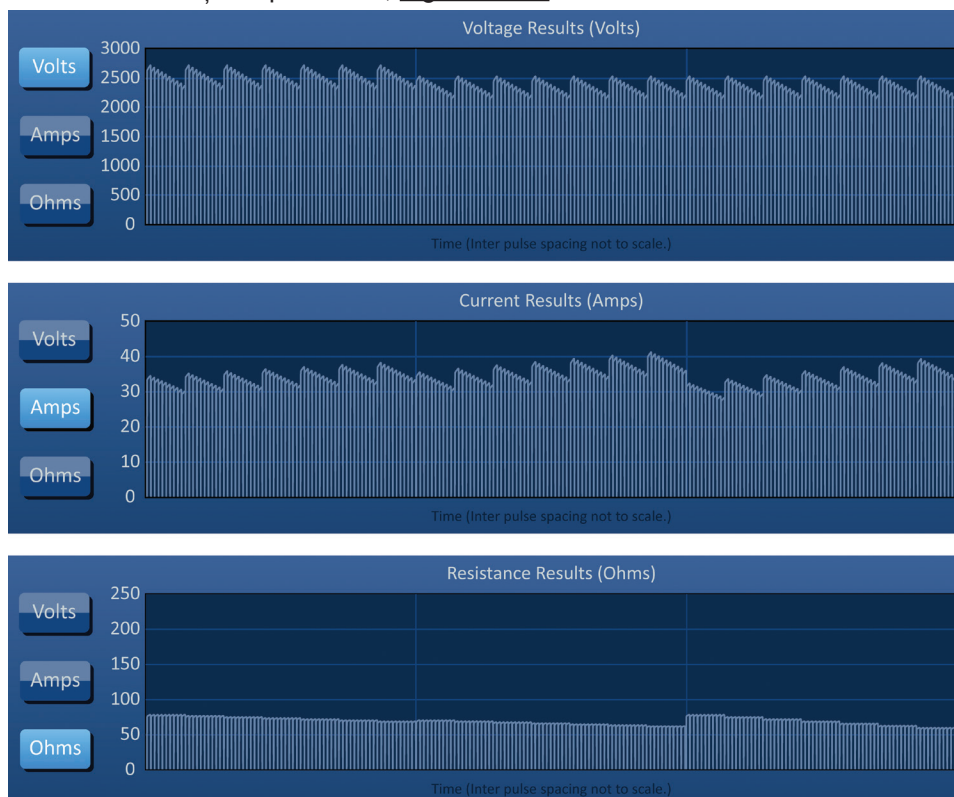 Voltage Results (Volts)
Volts
Amps
Ohms
3000
2500
2000
1500
1000
500
0
Time (Inter pulse spacing not to scale.)
Current Results (Amps)
Volts
Amps
Ohms
50
40
30
20
10
0
Time (Inter pulse spacing not to scale.)
Resistance Results (Ohms)
Volts
Amps
Ohms
250
200
150
100
50
0
Time (Inter pulse spacing not to scale.)